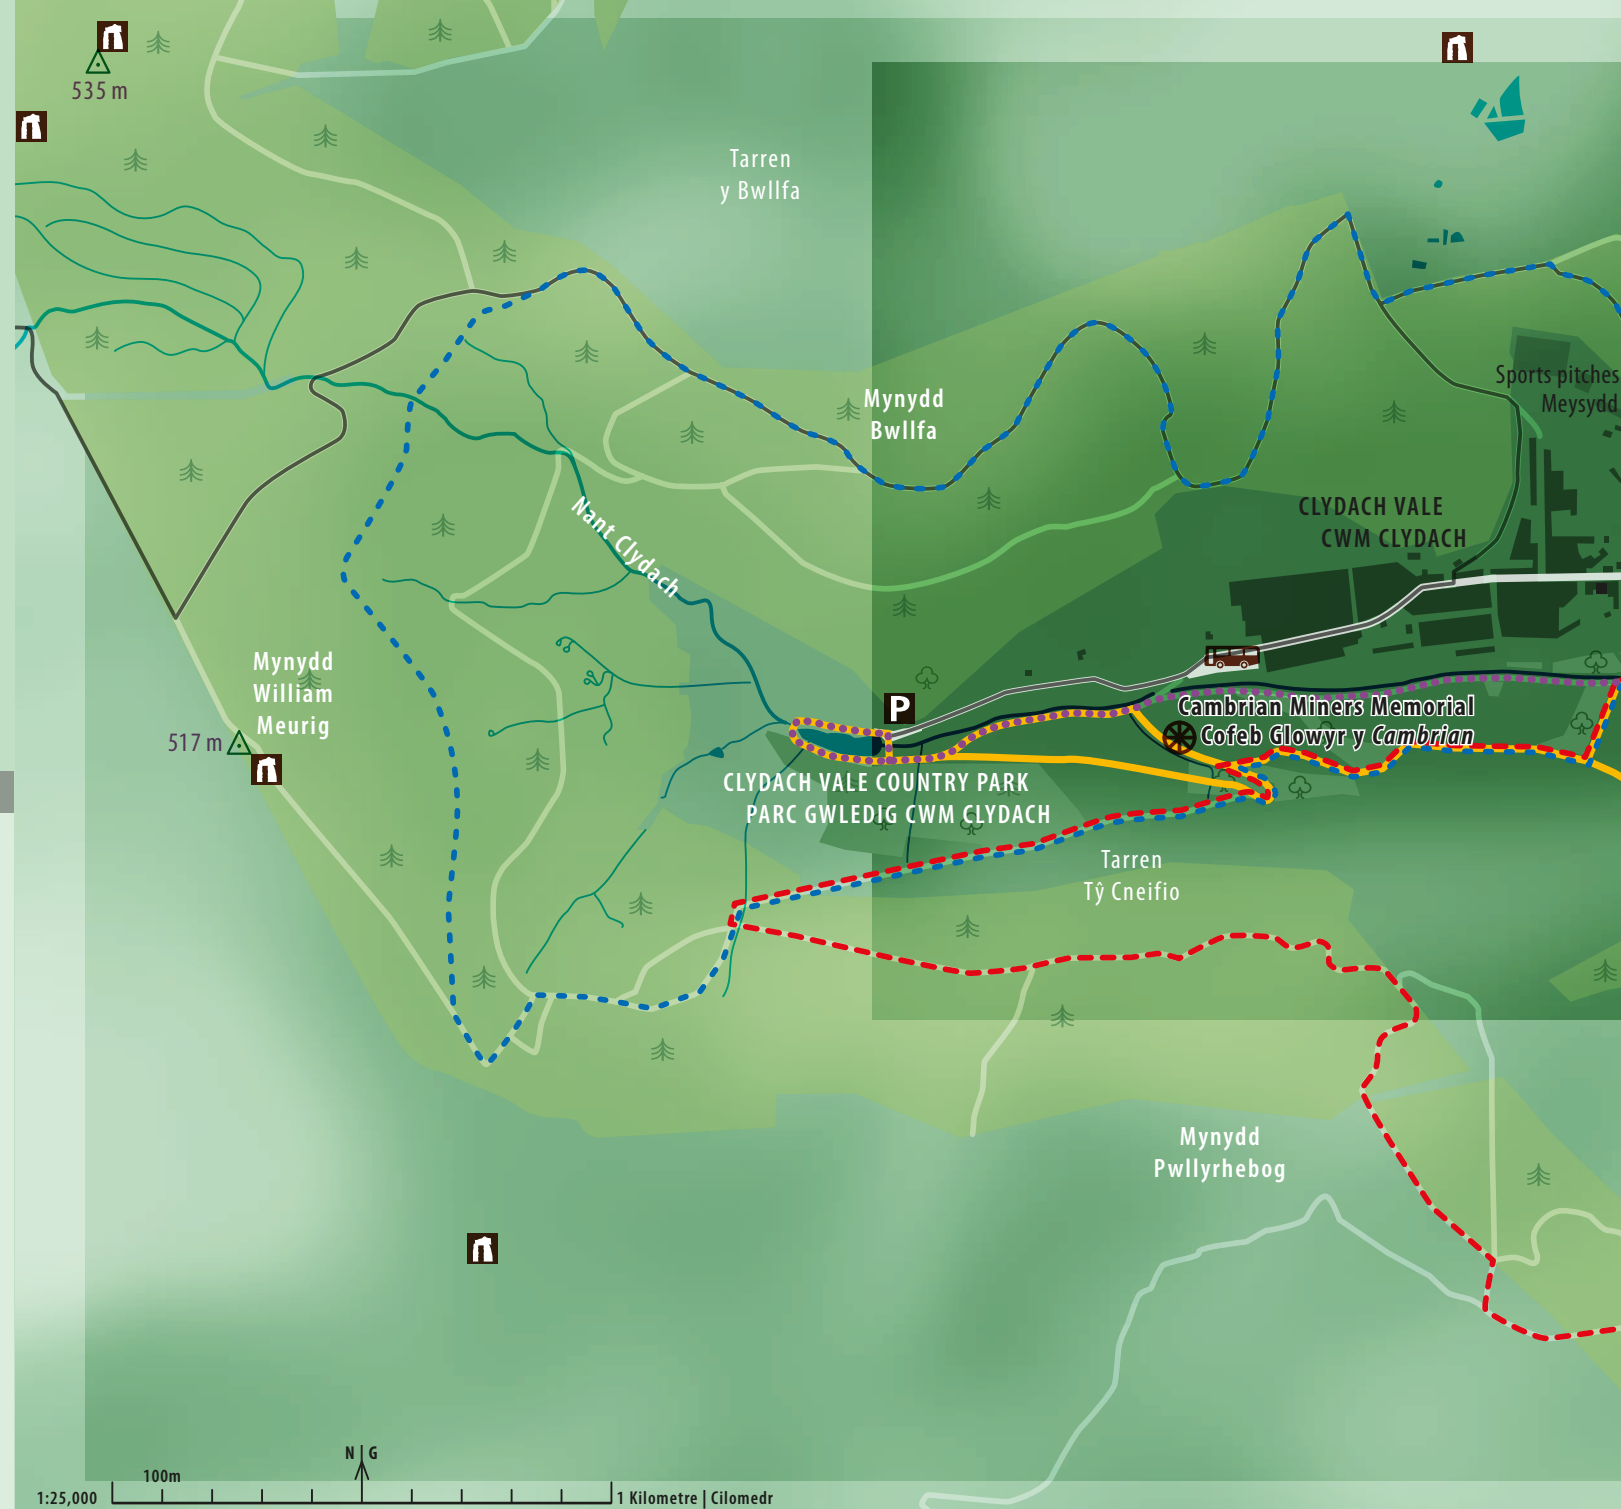 535 m
Tarren
y Bwllfa
Sports pitches
Meysydd
Mynydd
Bwllfa
CLYDACH VALE
CWM CLYDACH
Nant Clydach
Mynydd
William
Meurig
517 m
P
Cambrian Miners Memorial
Cofeb Glowyr y Cambrian
CLYDACH VALE COUNTRY PARK
PARC GWLEDIG CWM CLYDACH
Tarren
Tŷ Cneifio
Mynydd
Pwllyrhebog
N | G
100m
1:25,000
1 Kilometre | Cilomedr